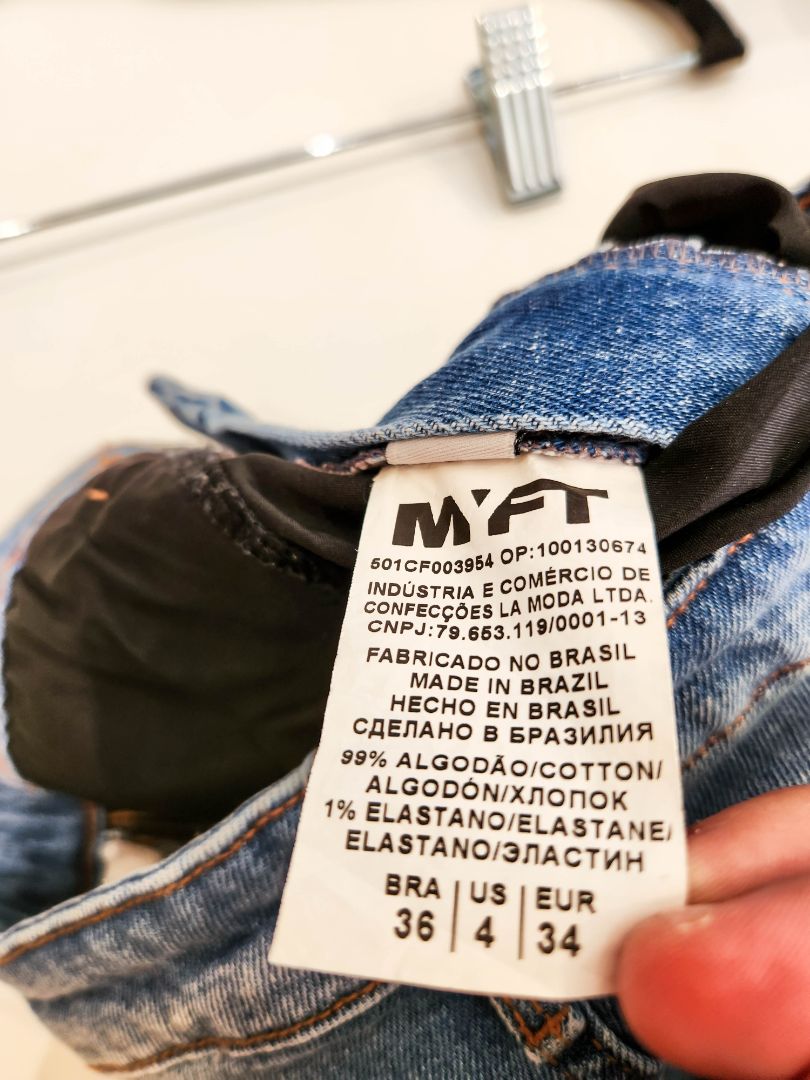 MYFT
501CF003954 OP:100130674
INDÚSTRIA E COMÉRCIO DE
CONFECÇÕES LA MODA LTDA.
CNPJ:79.653.119/0001-13
FABRICADO NO BRASIL
MADE IN BRAZIL
HECHO EN BRASIL
СДЕЛАНО В БРАЗИЛИЯ
99% ALGODÃO/COTTON/
ALGODÓN/ХЛОПОК
1% ELASTANO/ELASTANE/
ELASTANO/ЭЛАСТИН
BRA | US | EUR
36 | 4 | 34